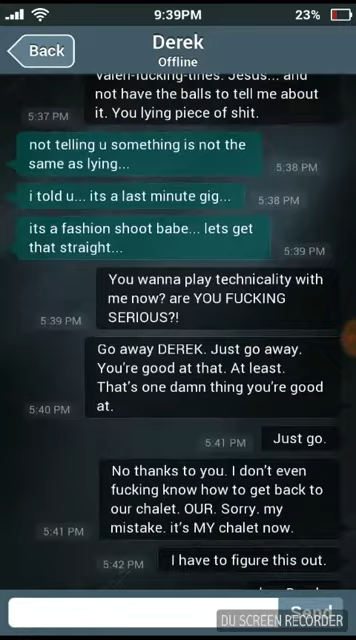 9:39PM
23%
Back
Derek
Offline
Valen-fucking-tines. Jesus... and
not have the balls to tell me about
it. You lying piece of shit.
5:37 PM
not telling u something is not the
same as lying...
5:38 PM
i told u... its a last minute gig...
5:38 PM
its a fashion shoot babe... lets get
that straight...
5:39 PM
You wanna play technicality with
me now? are YOU FUCKING
SERIOUS?!
5:39 PM
Go away DEREK. Just go away.
You're good at that. At least.
That's one damn thing you're good
at.
5:40 PM
Just go.
5:41 PM
No thanks to you. I don't even
fucking know how to get back to
our chalet. OUR. Sorry. my
mistake. it's MY chalet now.
5:41 PM
I have to figure this out.
5:42 PM
Send
DU SCREEN RECORDER